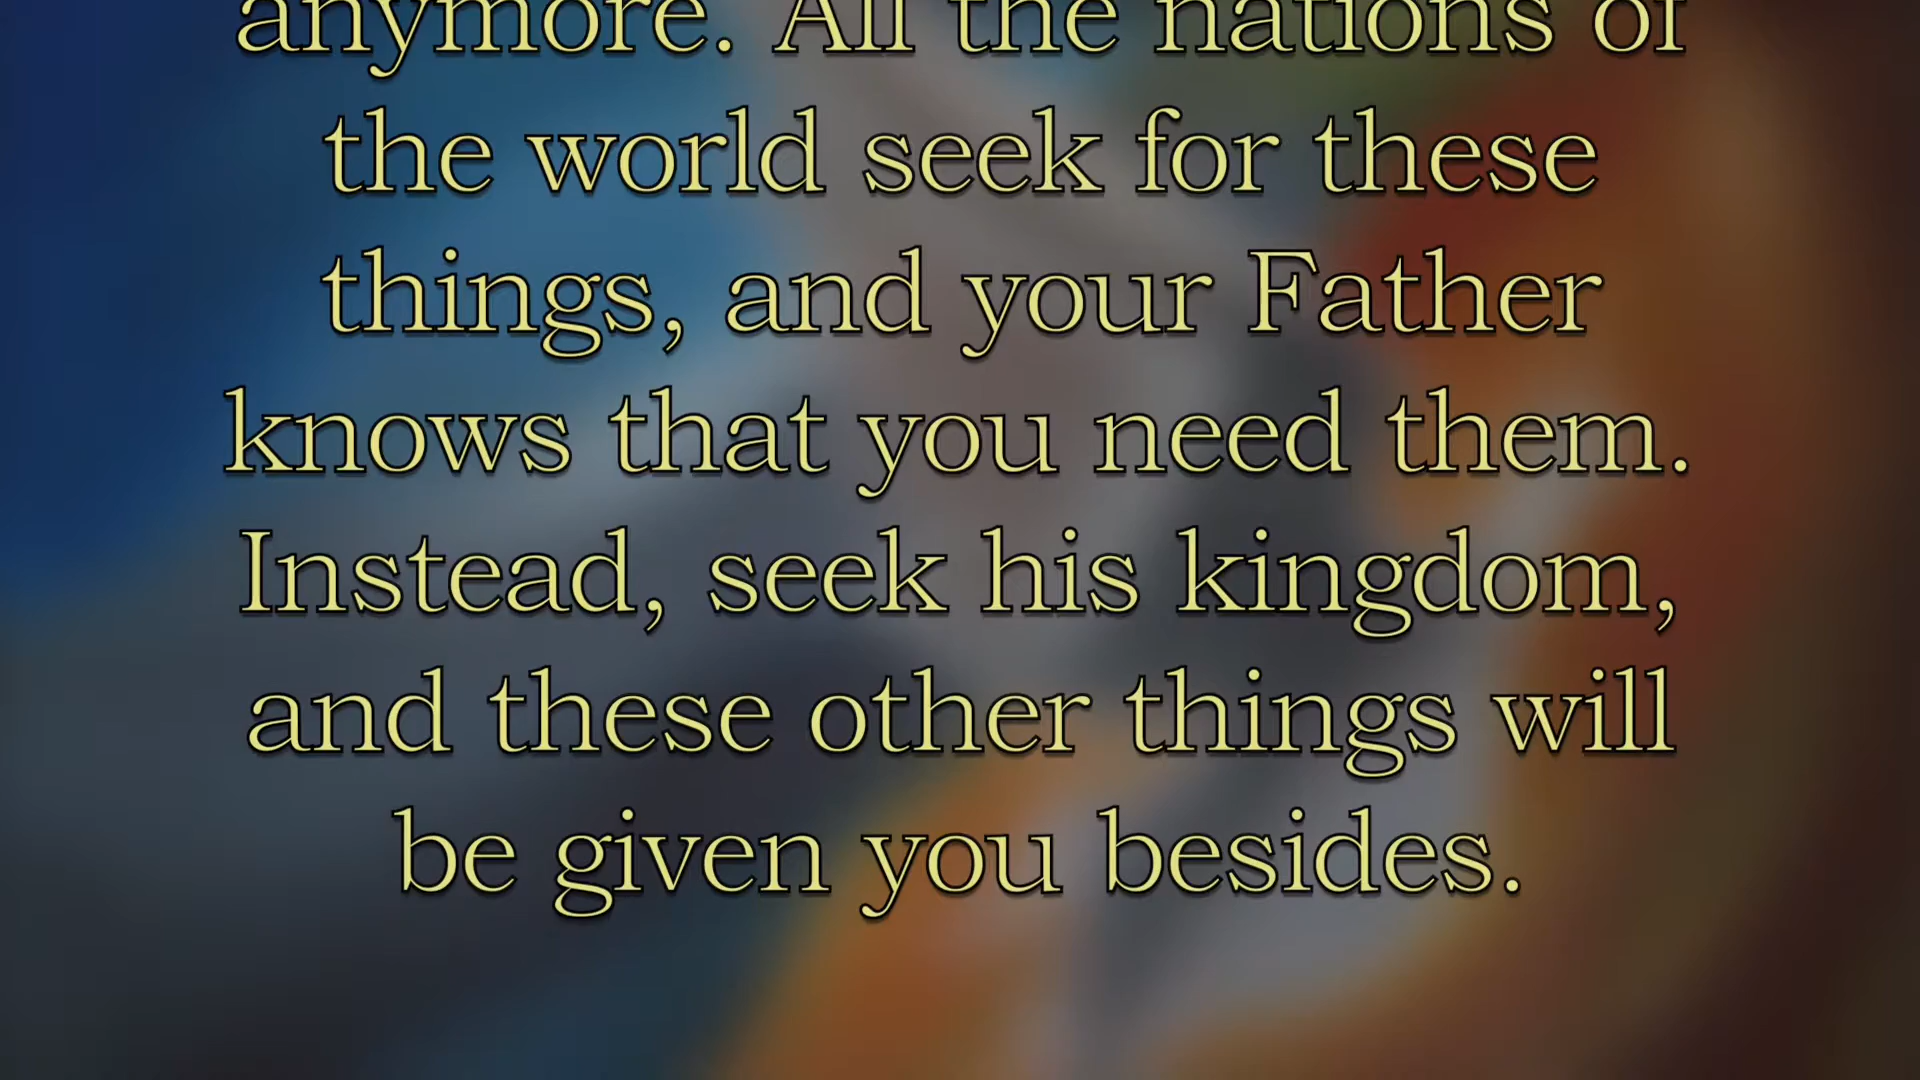 anymore. All the nations of
the world seek for these
things, and your Father
knows that you need them.
Instead, seek his kingdom,
and these other things will
be given you besides.